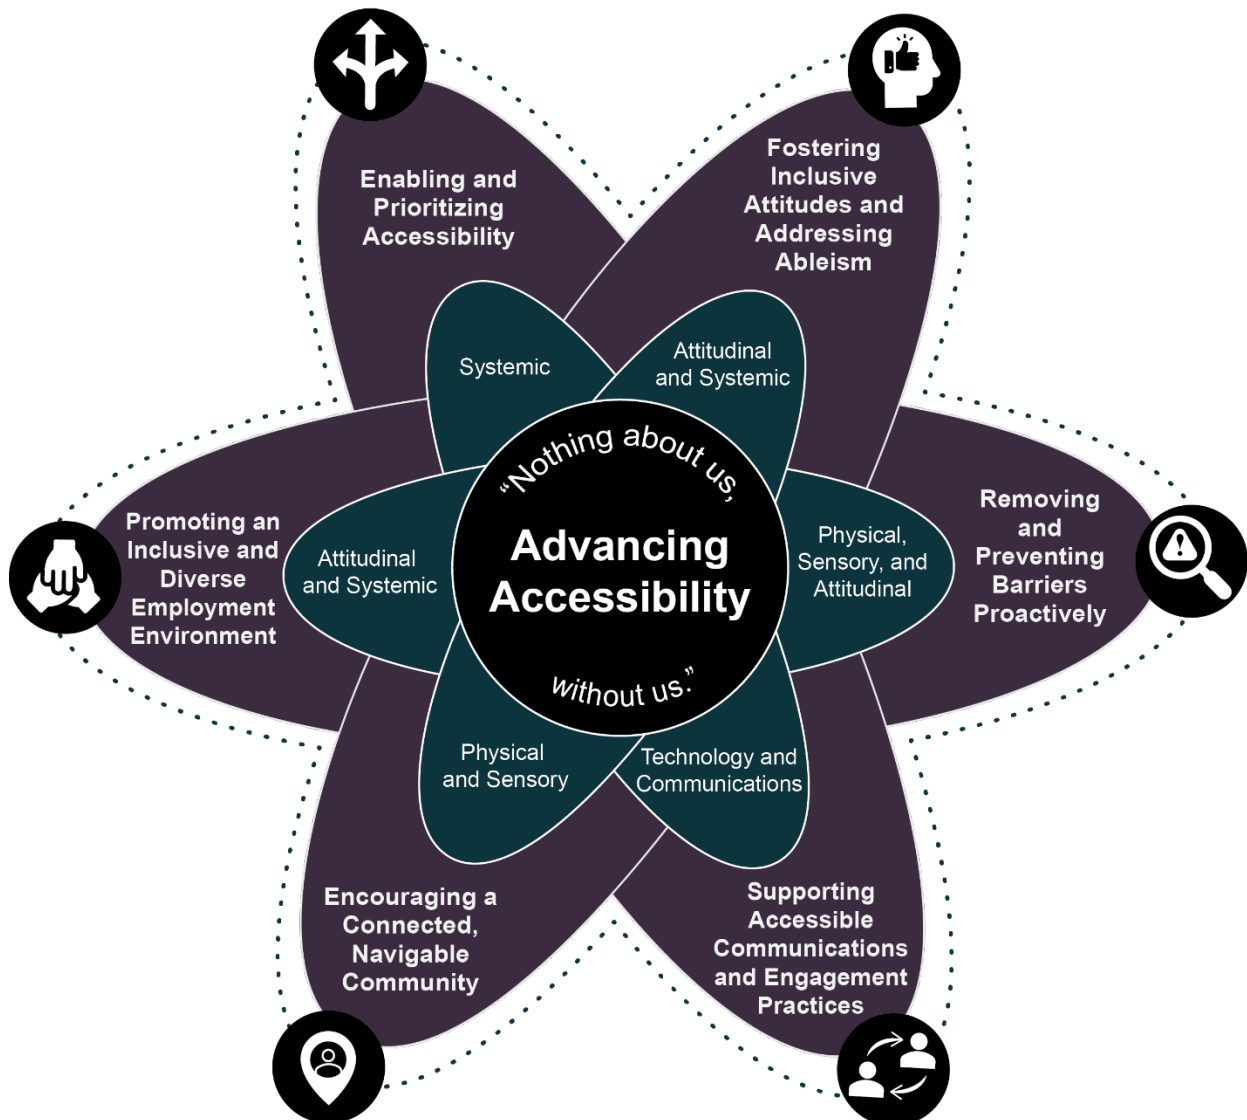 Enabling and
Prioritizing
Accessibility
Fostering
Inclusive
Attitudes and
Addressing
Ableism
Systemic
Attitudinal
and Systemic
“Nothing about us,
Advancing
Accessibility
without us.”
Promoting an
Inclusive and
Diverse
Employment
Environment
Attitudinal
and Systemic
Physical,
Sensory, and
Attitudinal
Removing
and
Preventing
Barriers
Proactively
Physical
and Sensory
Technology and
Communications
Encouraging a
Connected,
Navigable
Community
Supporting
Accessible
Communications
and Engagement
Practices